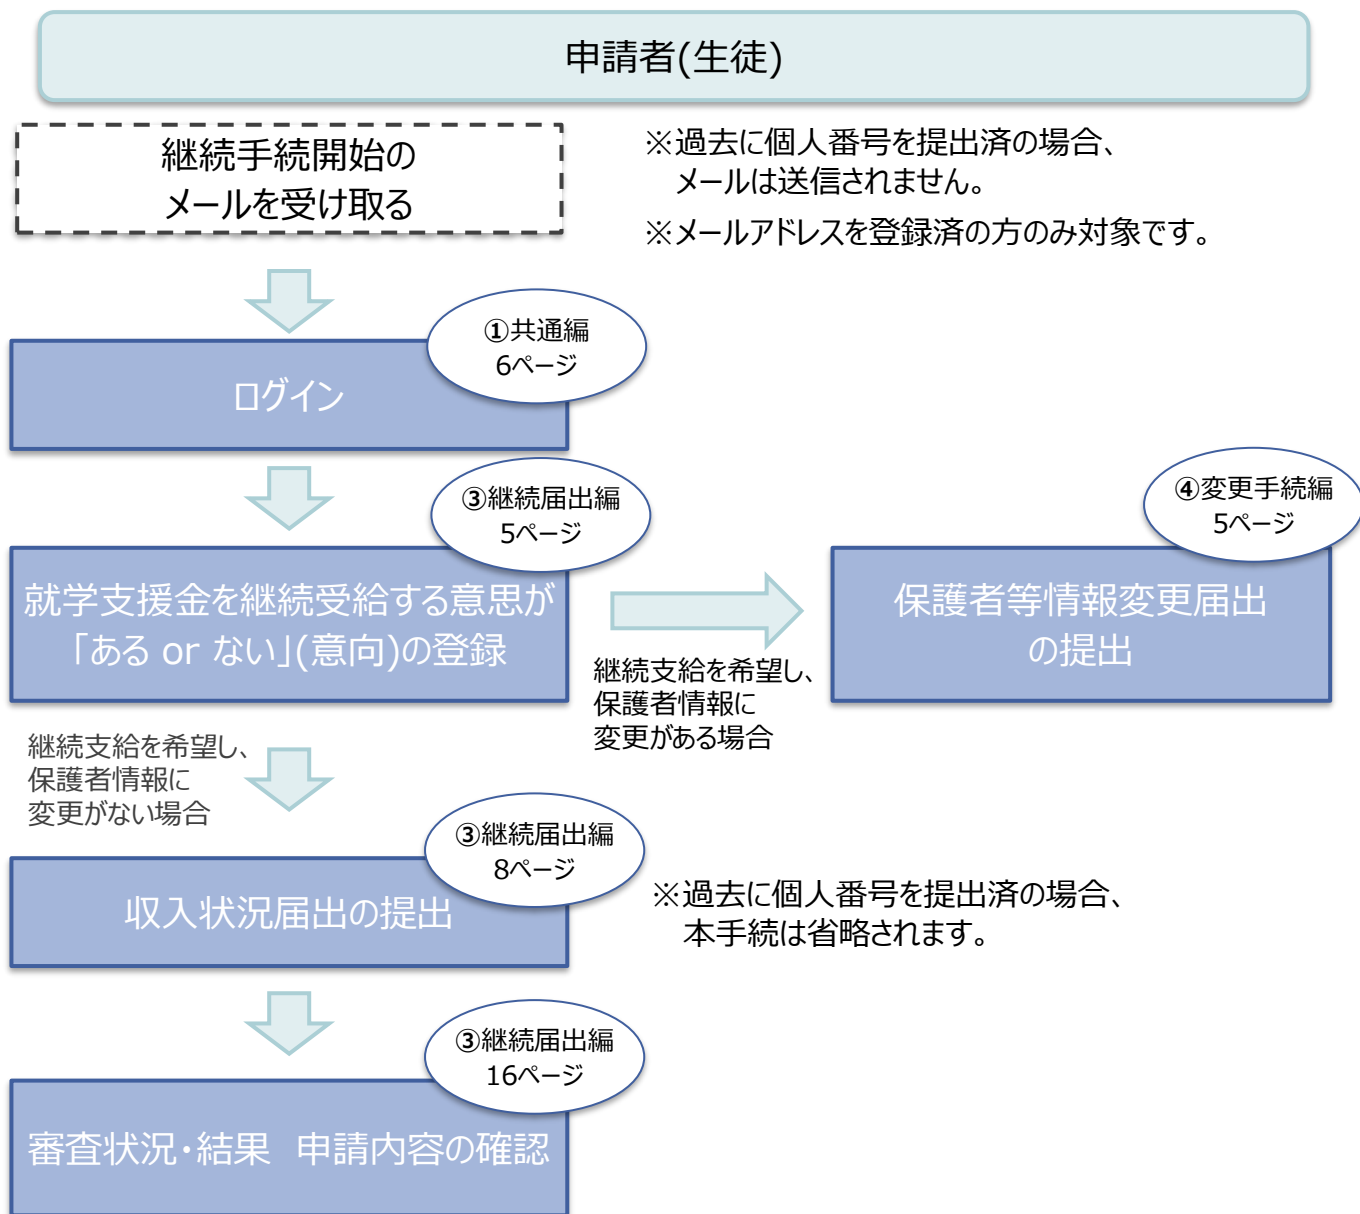 申請者(生徒)
継続手続開始の
メールを受け取る
※過去に個人番号を提出済の場合、
メールは送信されません。
※メールアドレスを登録済の方のみ対象です。
①共通編
6ページ
ログイン
③継続届出編
5ページ
就学支援金を継続受給する意思が
「ある or ない」(意向)の登録
継続支給を希望し、
保護者情報に
変更がある場合
④変更手続編
5ページ
保護者等情報変更届出
の提出
継続支給を希望し、
保護者情報に
変更がない場合
③継続届出編
8ページ
収入状況届出の提出
※過去に個人番号を提出済の場合、
本手続は省略されます。
③継続届出編
16ページ
審査状況・結果　申請内容の確認